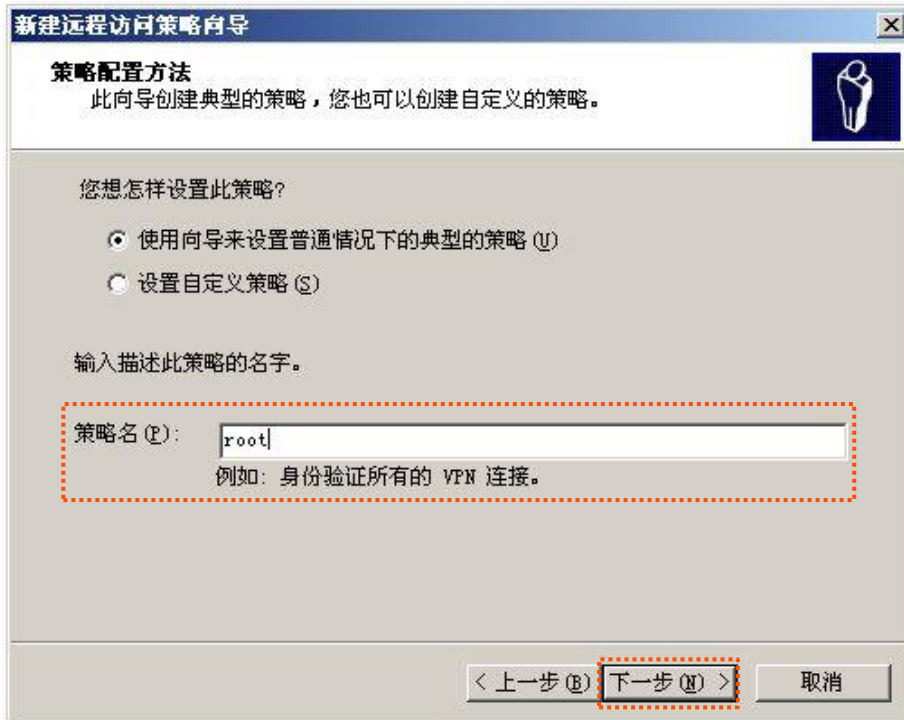 新建远程访问策略向导
策略配置方法
此向导创建典型的策略，您也可以创建自定义的策略。
您想怎样设置此策略?
使用向导来设置普通情况下的典型的策略(U)
设置自定义策略(S)
输入描述此策略的名字。
策略名(P):
root
例如: 身份验证所有的 VPN 连接。
< 上一步(B) 下一步(N) > 取消